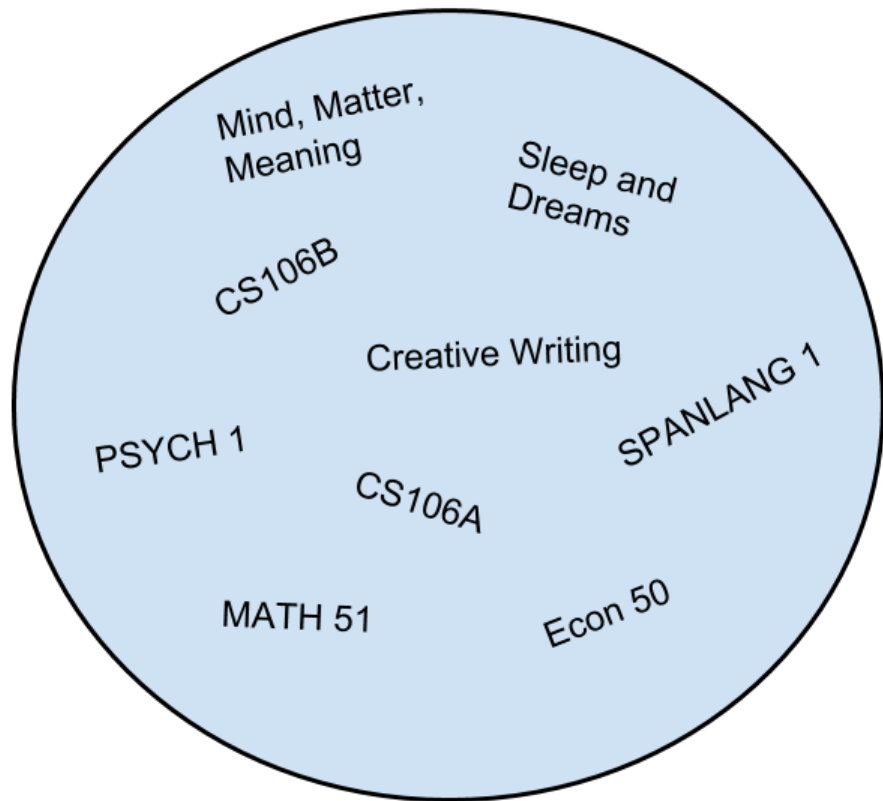 Mind, Matter,
Meaning
Sleep and
Dreams
CS106B
Creative Writing
SPANLANG 1
PSYCH 1
CS106A
MATH 51
Econ 50